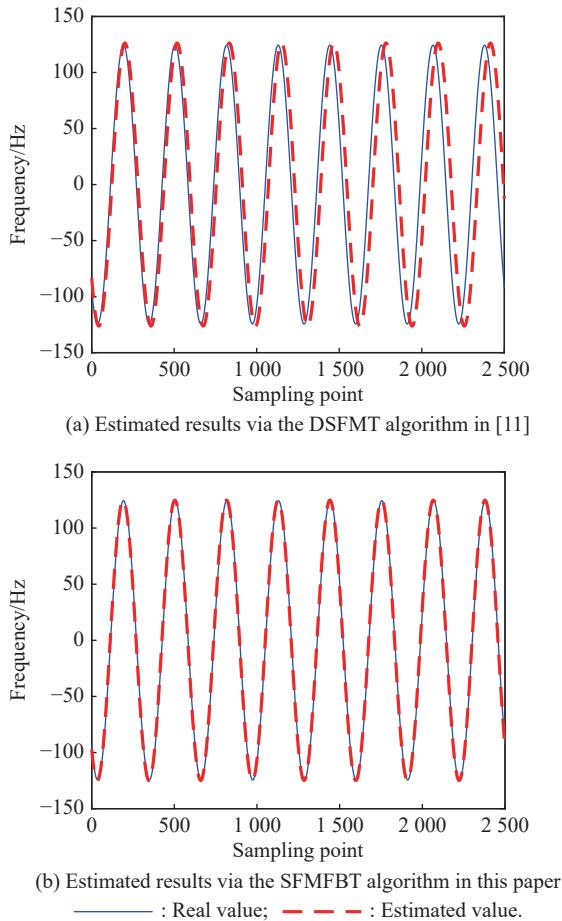 150
100
50
0
−50
−100
−150
Frequency/Hz
0 500 1 000 1 500 2 000 2 500
Sampling point
(a) Estimated results via the DSFMT algorithm in [11]
150
100
50
0
−50
−100
−150
Frequency/Hz
0 500 1 000 1 500 2 000 2 500
Sampling point
(b) Estimated results via the SFMFBT algorithm in this paper
: Real value; : Estimated value.